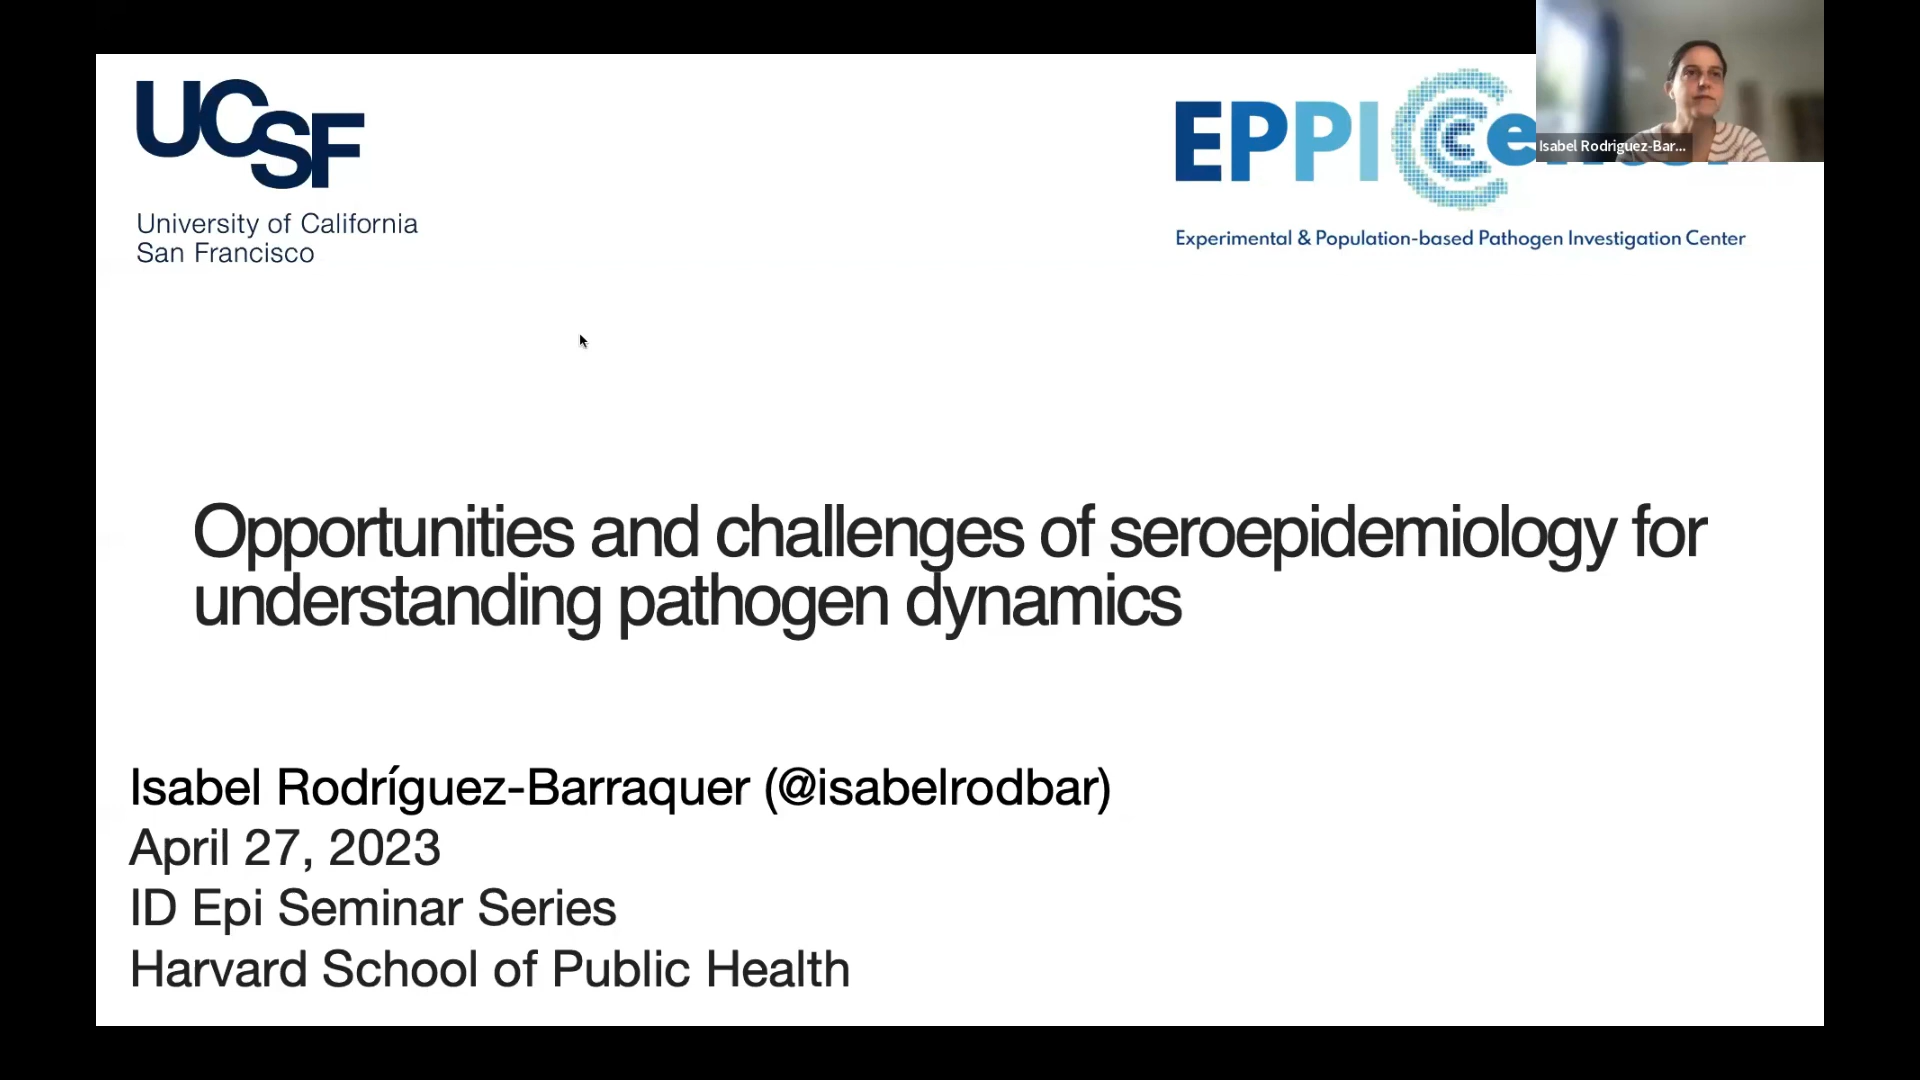 UCSF
University of California
San Francisco
EPPI
Experimental & Population-based Pathogen Investigation Center
Isabel Rodriguez-Bar...
Opportunities and challenges of seroepidemiology for
understanding pathogen dynamics
Isabel Rodríguez-Barraquer (@isabelrodbar)
April 27, 2023
ID Epi Seminar Series
Harvard School of Public Health